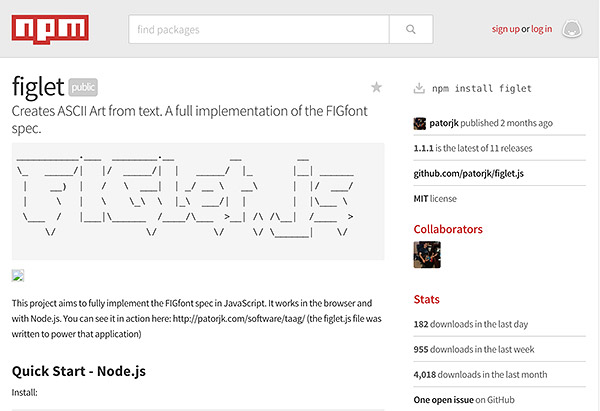 npm
find packages
sign up or log in
figlet public
Creates ASCII Art from text. A full implementation of the FIGfont
spec.
Figlet.js
This project aims to fully implement the FIGfont spec in JavaScript. It works in the browser and
with Node.js. You can see it in action here: http://patorjk.com/software/taag/ (the figlet.js file was
written to power that application)
Quick Start - Node.js
Install:
npm install figlet
patorjk published 2 months ago
1.1.1 is the latest of 11 releases
github.com/patorjk/figlet.js
MIT license
Collaborators
Stats
182 downloads in the last day
955 downloads in the last week
4,018 downloads in the last month
One open issue on GitHub